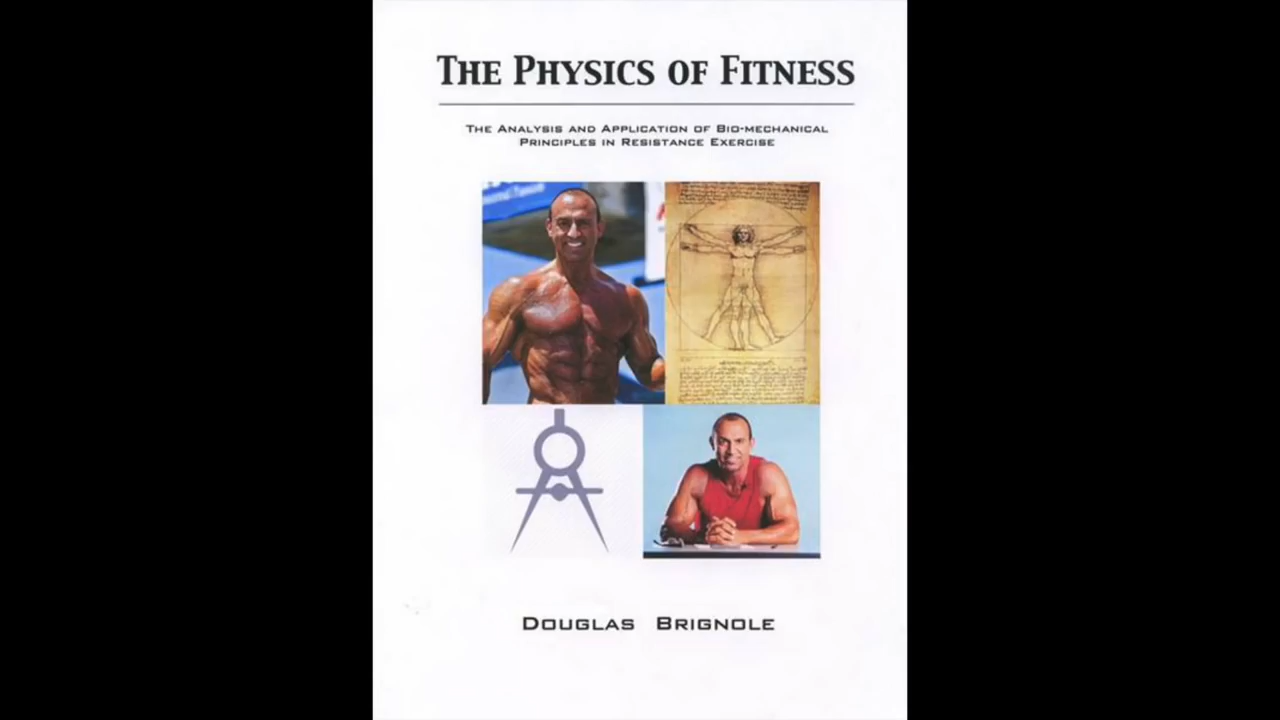 THE PHYSICS OF FITNESS
THE ANALYSIS AND APPLICATION OF BIO-MECHANICAL
PRINCIPLES IN RESISTANCE EXERCISE
DOUGLAS BRIGNOLE